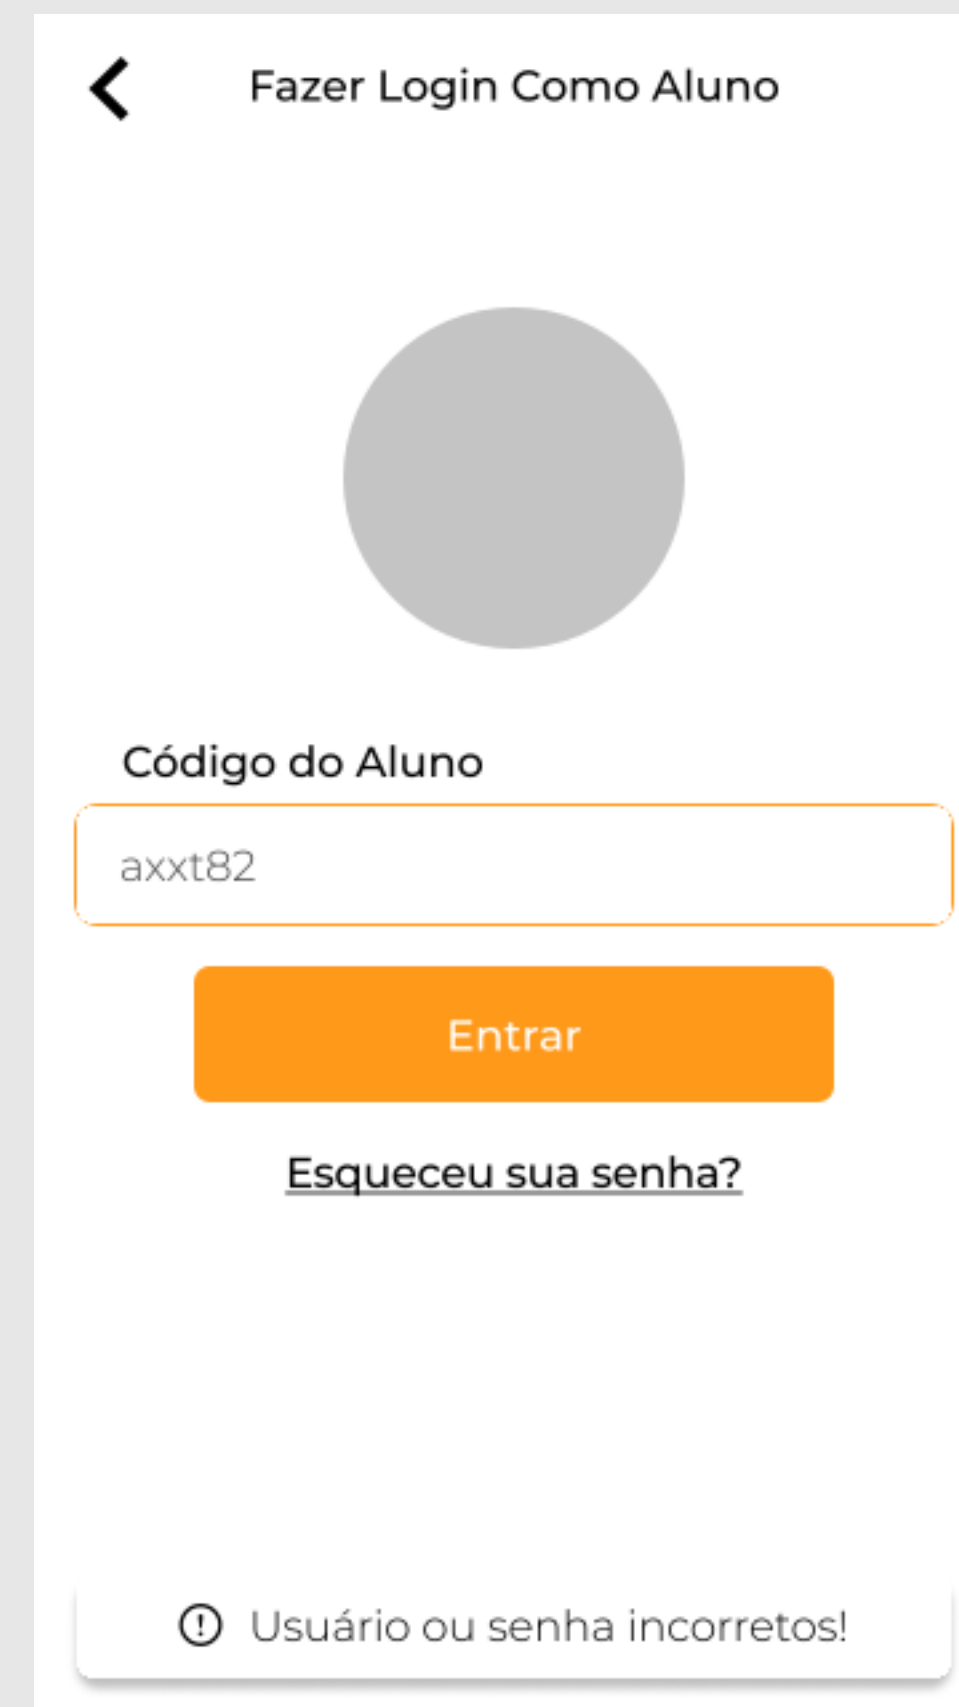 Fazer Login Como Aluno
Código do Aluno
axxt82
Entrar
Esqueceu sua senha?
Usuário ou senha incorretos!